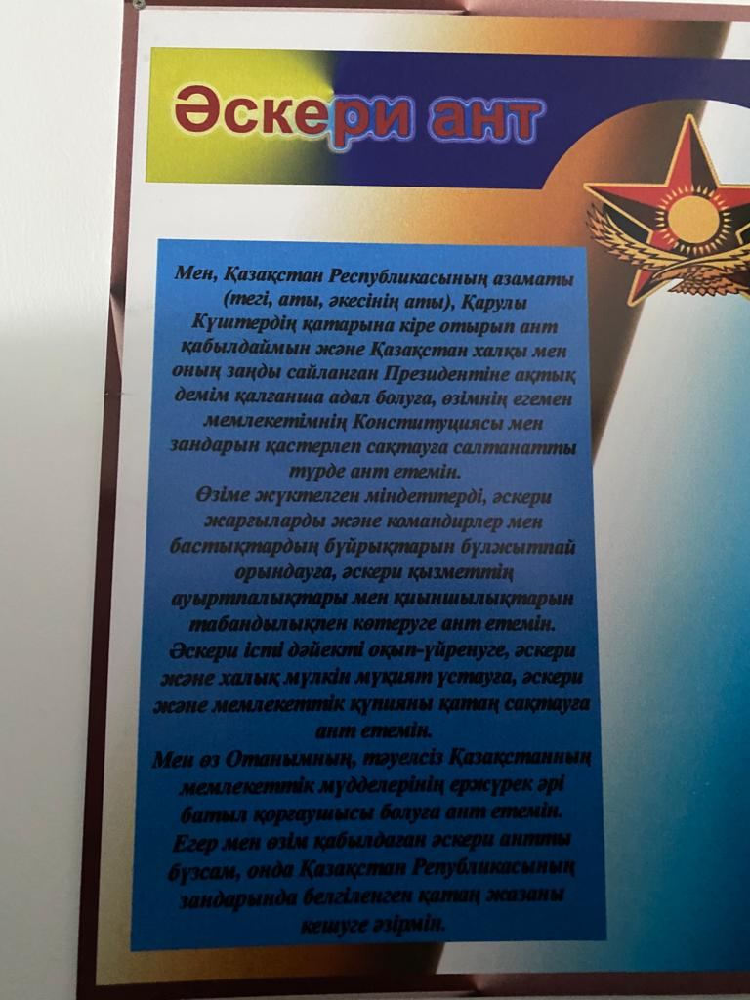 Әскери ант
Мен, Қазақстан Республикасының азаматы
(тегі, аты, әкесінің аты), Қарулы
Күштердің қатарына кіре отырып ант
қабылдаймын және Қазақстан халқы мен
оның заңды сайланған Президентіне ақтық
демім қалғанша адал болуға, өзімнің егемен
мемлекетімнің Конституциясы мен
зандарын қастерлеп сақтауға салтанатты
түрде ант етемін.
Өзіме жүктелген міндеттерді, әскери
жарғыларды және командирлер мен
бастықтардың бұйрықтарын бұлжытпай
орындауға, әскери қызметтің
ауыртпалықтары мен қиыншылықтарын
табандылықпен көтеруге ант етемін.
Әскери істі дәйекті оқып-үйренуге, әскери
және халық мүлкін мұқият ұстауға, әскери
және мемлекеттік құпияны қатаң сақтауға
ант етемін.
Мен өз Отанымның, тәуелсіз Қазақстанның
мемлекеттік мүдделерінің ержүрек әрі
батыл қорғаушысы болуға ант етемін.
Егер мен өзім қабылдаған әскери антты
бұзсам, онда Қазақстан Републикасының
зандарында белгіленген қатаң жазаны
кешуге әзірмін.